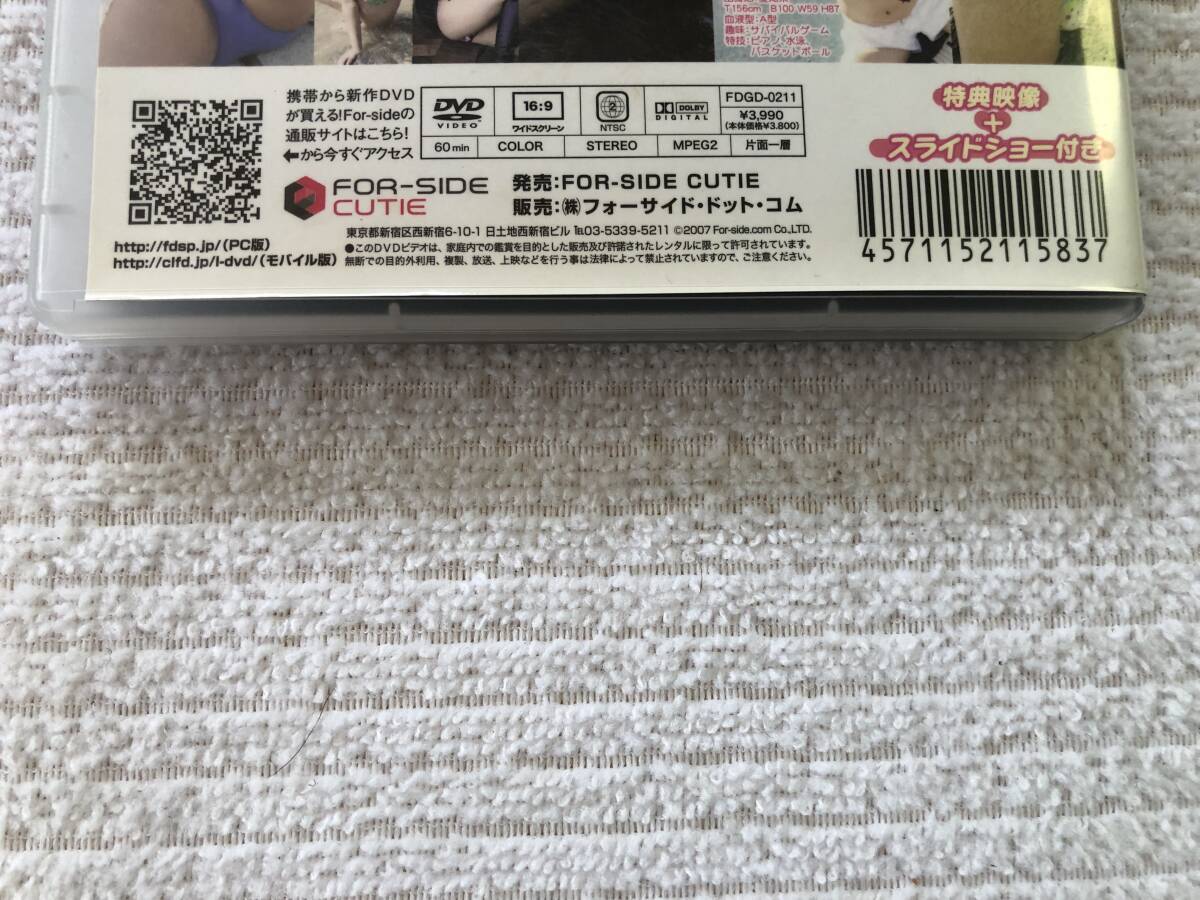 T156cm B100 W59 H87
血液型:A型
趣味:サバイバルゲーム
特技:ピアノ、水泳、
バスケットボール
携帯から新作DVD
が買える!For-sideの
通販サイトはこちら!
←から今すぐアクセス
DVD VIDEO
16:9 ワイドスクリーン
2 NTSC
DOLBY DIGITAL
FDGD-0211
¥3,990
(本体価格¥3.800)
60min COLOR STEREO MPEG2 片面一層
特典映像
+
スライドショー付き
FOR-SIDE
CUTIE
発売:FOR-SIDE CUTIE
販売:㈱フォーサイド・ドット・コム
http://fdsp.jp/(PC版)
http://clfd.jp/i-dvd/(モバイル版)
東京都新宿区西新宿6-10-1 日土地西新宿ビル ℡03-5339-5211 ©2007 For-side.com Co.,LTD.
●このDVDビデオは、家庭内での鑑賞を目的とした販売及び許諾されたレンタルに限って許可されています。
無断での目的外利用、複製、放送、上映などを行う事は法律によって禁止されていますので、ご注意ください。
4571152115837